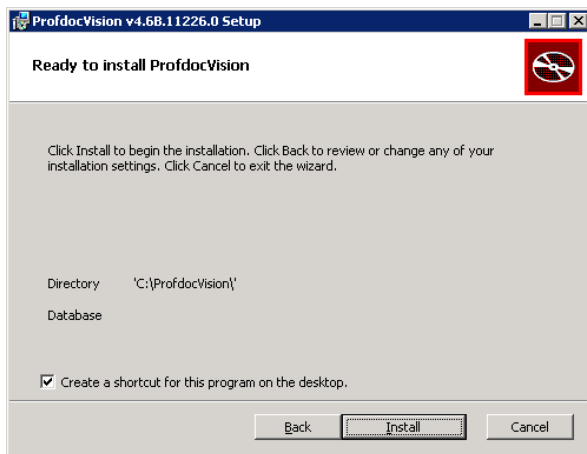 ProfdocVision v4.6B.11226.0 Setup
Ready to install ProfdocVision
Click Install to begin the installation. Click Back to review or change any of your
installation settings. Click Cancel to exit the wizard.
Directory 'C:\ProfdocVision\'
Database
Create a shortcut for this program on the desktop.
Back Install Cancel